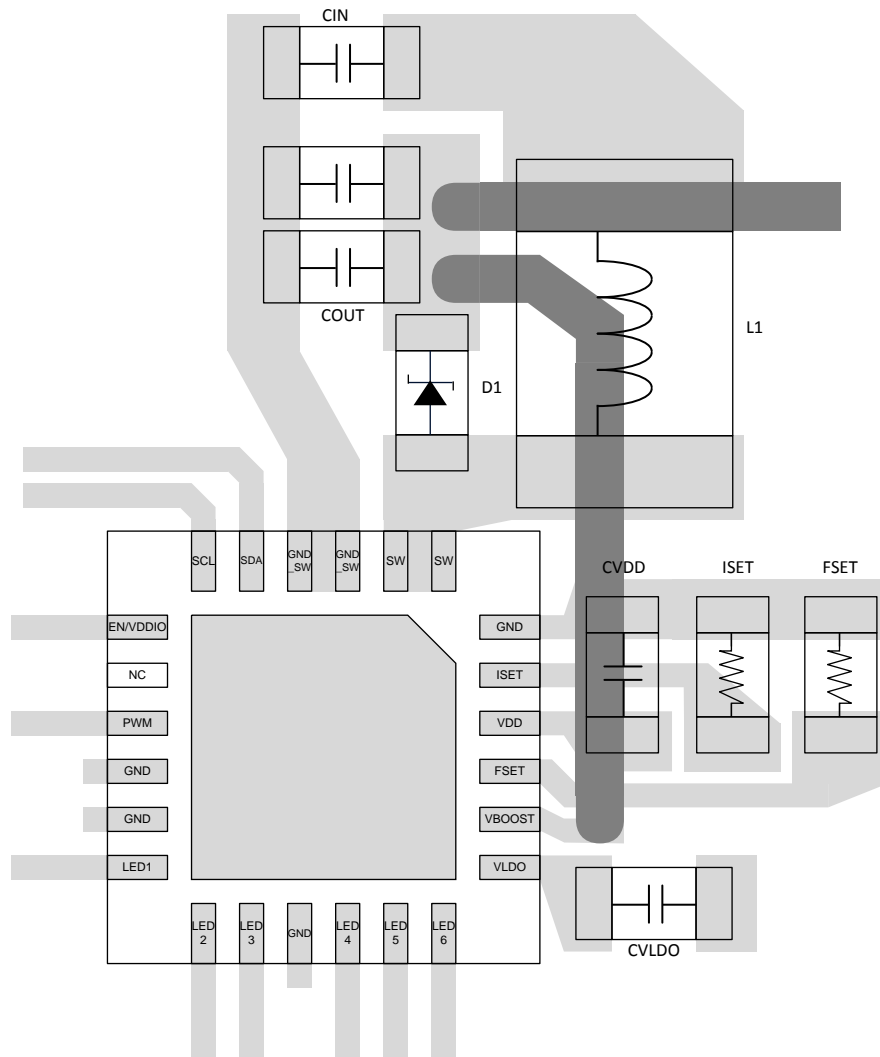 CIN
COUT
L1
D1
SCL
SDA
GND
_SW
GND
_SW
SW
SW
CVDD
ISET
FSET
EN/VDDIO
GND
NC
ISET
PWM
VDD
GND
FSET
GND
VBOOST
LED1
VLDO
LED
2
LED
3
GND
LED
4
LED
5
LED
6
CVLDO